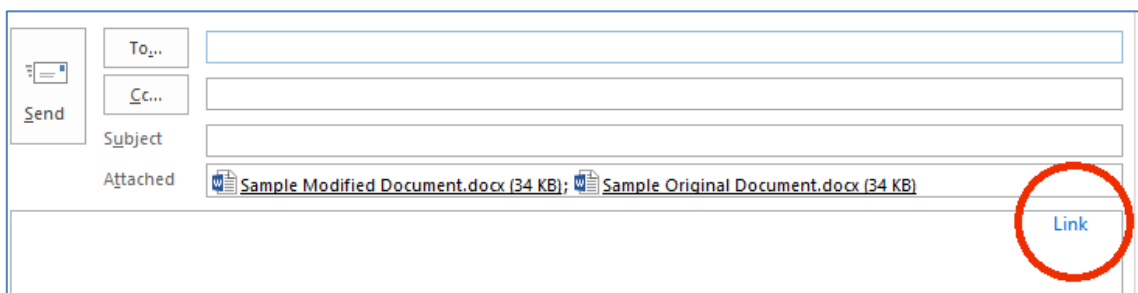 To...
Cc...
Send
Subject
Attached
Sample Modified Document.docx (34 KB); Sample Original Document.docx (34 KB)
Link